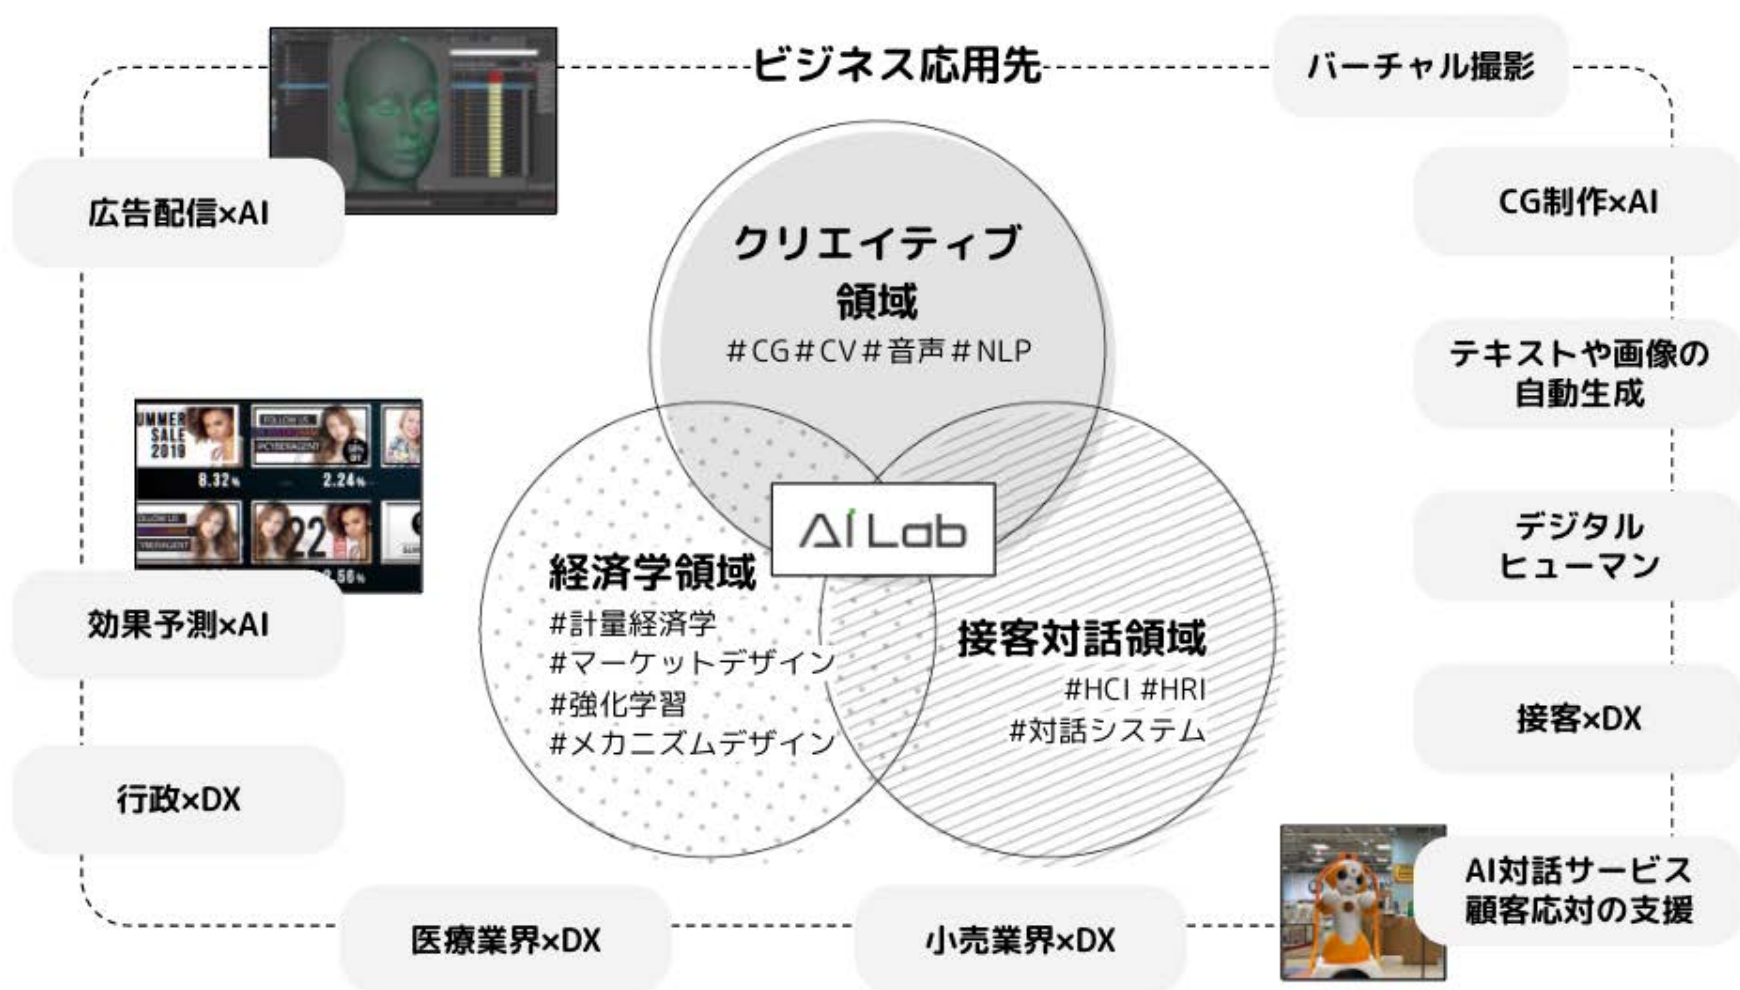 ビジネス応用先
バーチャル撮影
広告配信×AI
CG制作×AI
クリエイティブ
領域
#CG#CV#音声#NLP
テキストや画像の
自動生成
UMMER
SALE
2019
FOLLOW US
8.32%
2.24%
AI Lab
デジタル
ヒューマン
22
経済学領域
#計量経済学
#マーケットデザイン
#強化学習
#メカニズムデザイン
接客対話領域
#HCI #HRI
#対話システム
効果予測×AI
接客×DX
行政×DX
AI対話サービス
顧客応対の支援
医療業界×DX
小売業界×DX